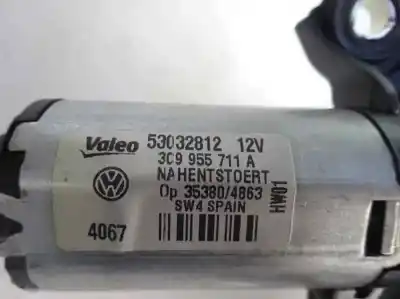 Valeo 53032812 12V
3C9 955 711 A
NAHENTSTOERT
Op 35380/4863
SW4 SPAIN
4067
HW01